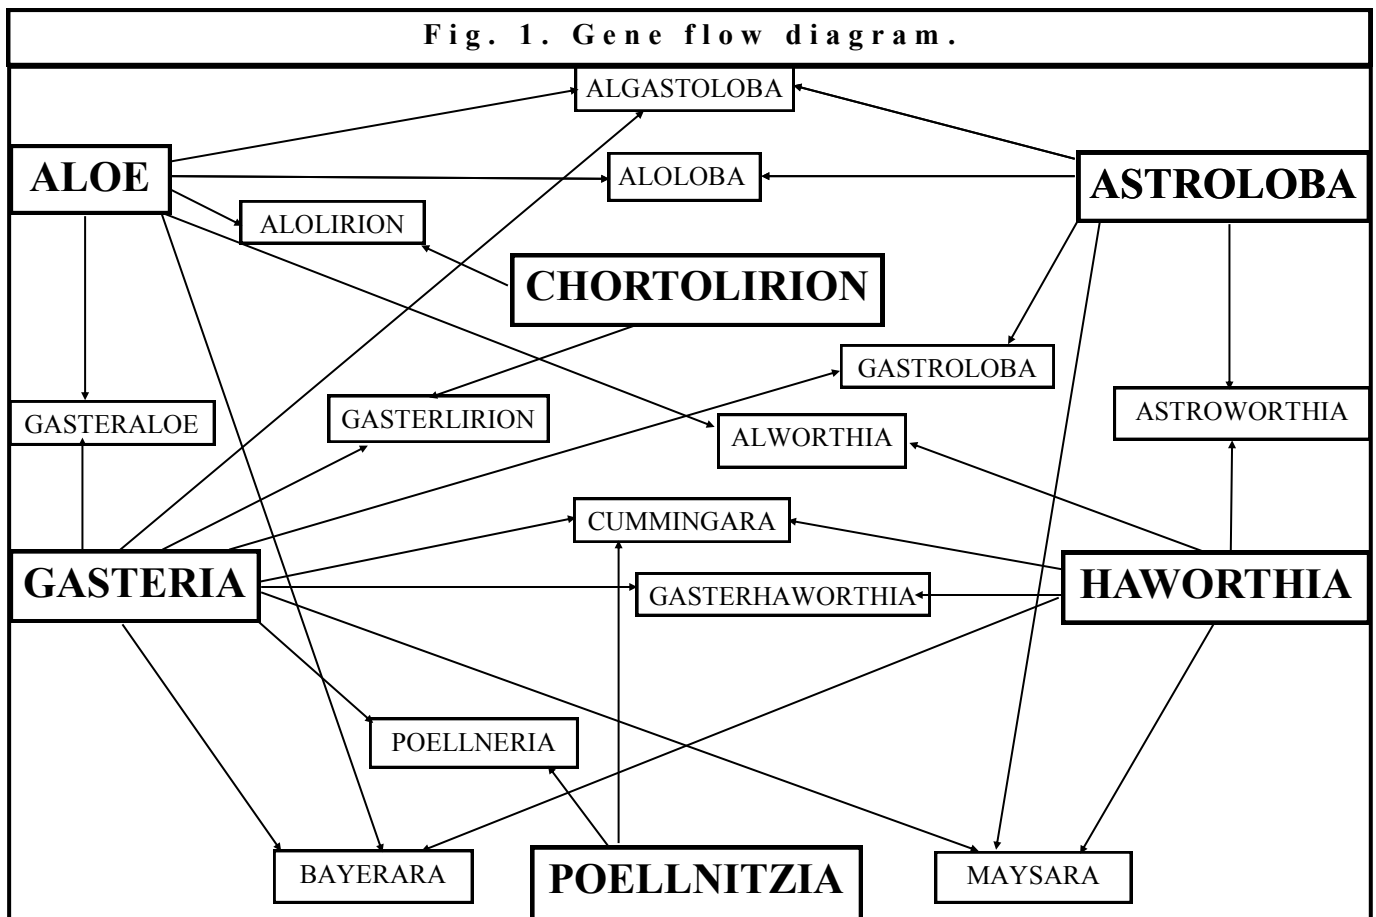 Fig. 1. Gene flow diagram.
ALGASTOLOBA
ALOE
ALOLOBA
ASTROLOBA
ALOLIRION
CHORTOLIRION
GASTROLOBA
GASTERALOE
GASTERLIRION
ALWORTHIA
ASTROWORTHIA
CUMMINGARA
GASTERIA
GASTERHAWORTHIA
HAWORTHIA
POELLNERIA
BAYERARA
POELLNITZIA
MAYSARA